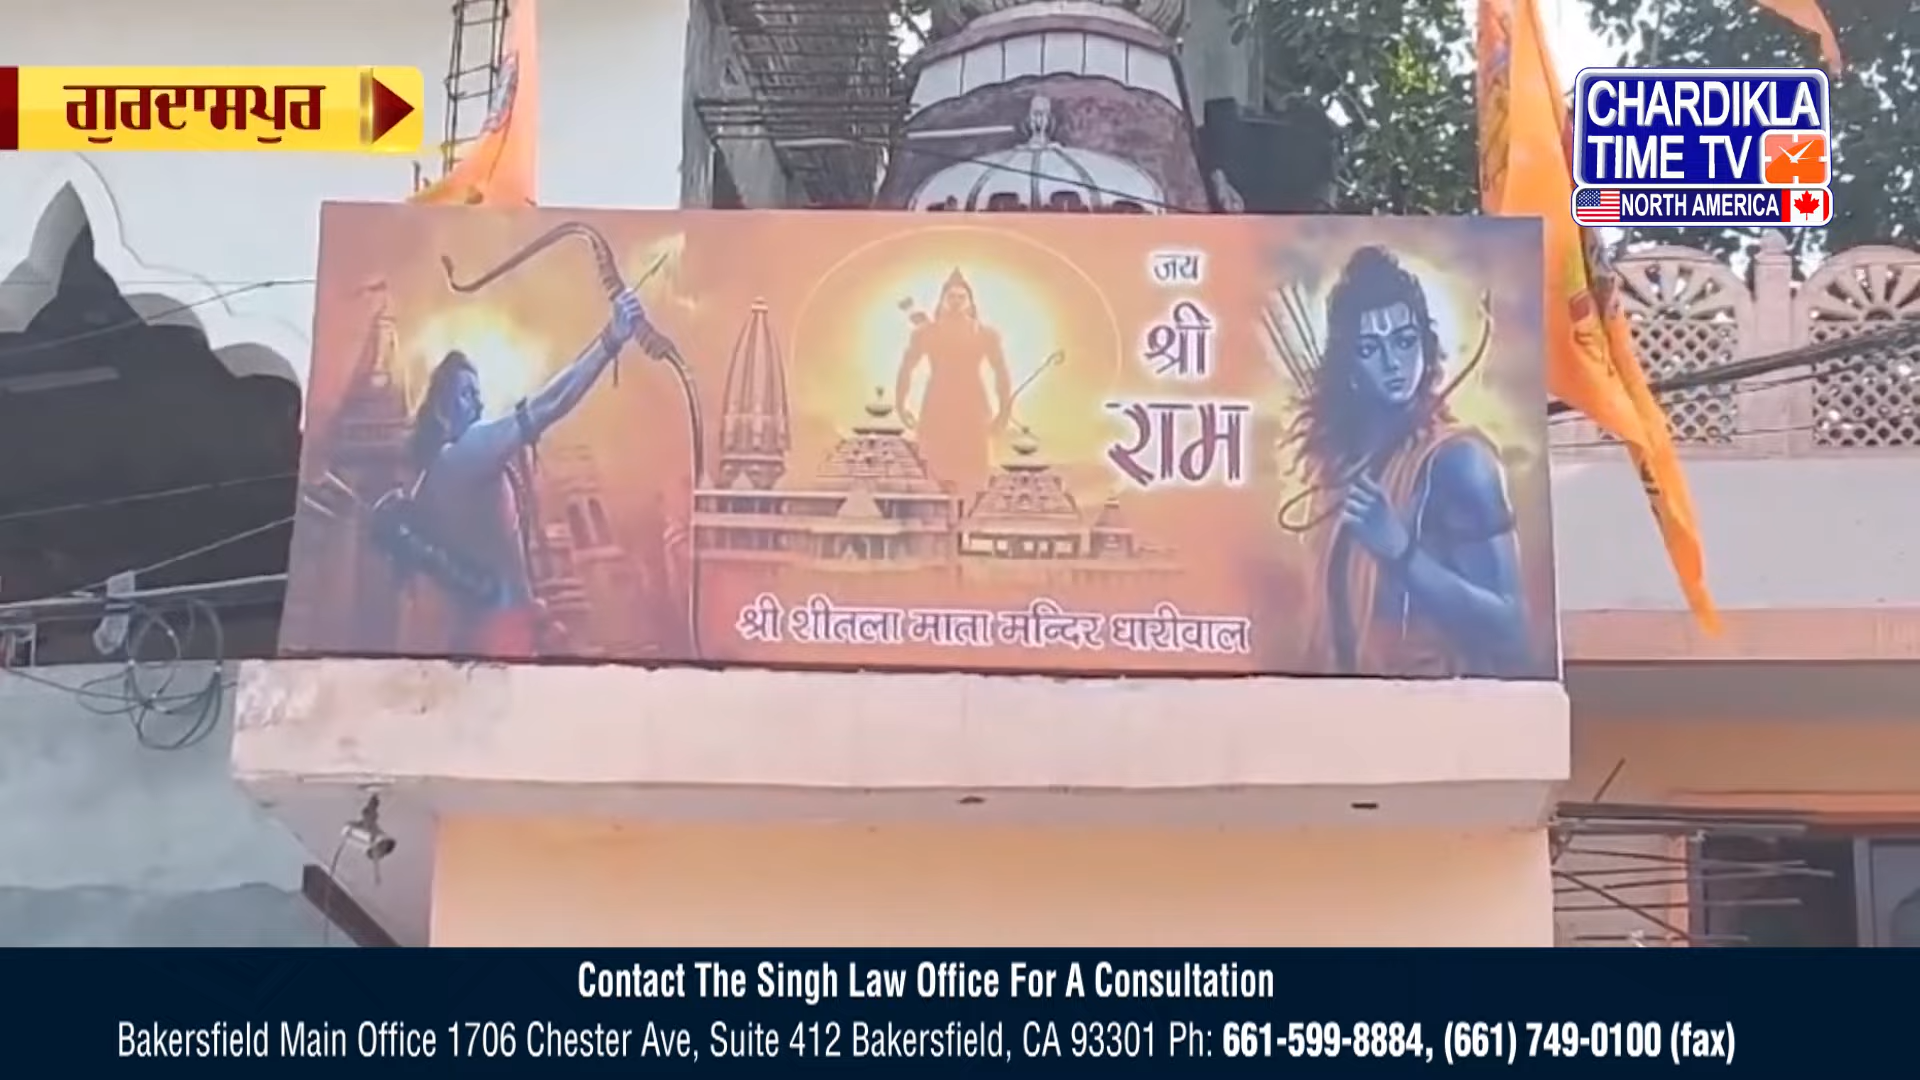 ਗੁਰਦਾਸਪੁਰ
CHARDIKLA
TIME TV
NORTH AMERICA
जय
श्री
राम
श्री शीतला माता मन्दिर धारीवाल
Contact The Singh Law Office For A Consultation
Bakersfield Main Office 1706 Chester Ave, Suite 412 Bakersfield, CA 93301 Ph: 661-599-8884, (661) 749-0100 (fax)